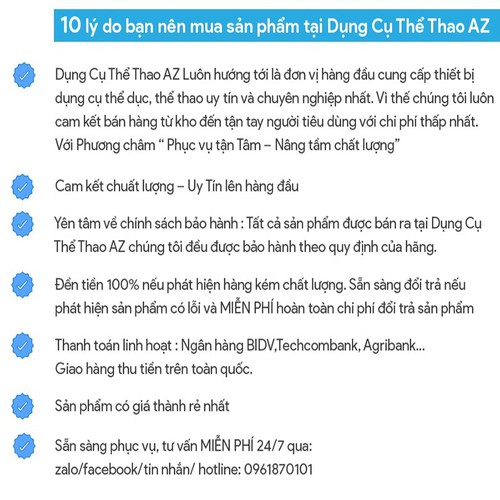 10 lý do bạn nên mua sản phẩm tại Dụng Cụ Thể Thao AZ
Dụng Cụ Thể Thao AZ Luôn hướng tới là đơn vị hàng đầu cung cấp thiết bị
dụng cụ thể dục, thể thao uy tín và chuyên nghiệp nhất. Vì thế chúng tôi luôn
cam kết bán hàng từ kho đến tận tay người tiêu dùng với chi phí thấp nhất.
Với Phương châm “ Phục vụ tận Tâm – Nâng tầm chất lượng”
Cam kết chuất lượng – Uy Tín lên hàng đầu
Yên tâm về chính sách bảo hành : Tất cả sản phẩm được bán ra tại Dụng Cụ
Thể Thao AZ chúng tôi đều được bảo hành theo quy định của hãng.
Đền tiền 100% nếu phát hiện hàng kém chất lượng. Sẵn sàng đổi trả nếu
phát hiện sản phẩm có lỗi và MIỄN PHÍ hoàn toàn chi phí đổi trả sản phẩm
Thanh toán linh hoạt : Ngân hàng BIDV,Techcombank, Agribank...
Giao hàng thu tiền trên toàn quốc.
Sản phẩm có giá thành rẻ nhất
Sẵn sàng phục vụ, tư vấn MIỄN PHÍ 24/7 qua:
zalo/facebook/tin nhắn/ hotline: 0961870101